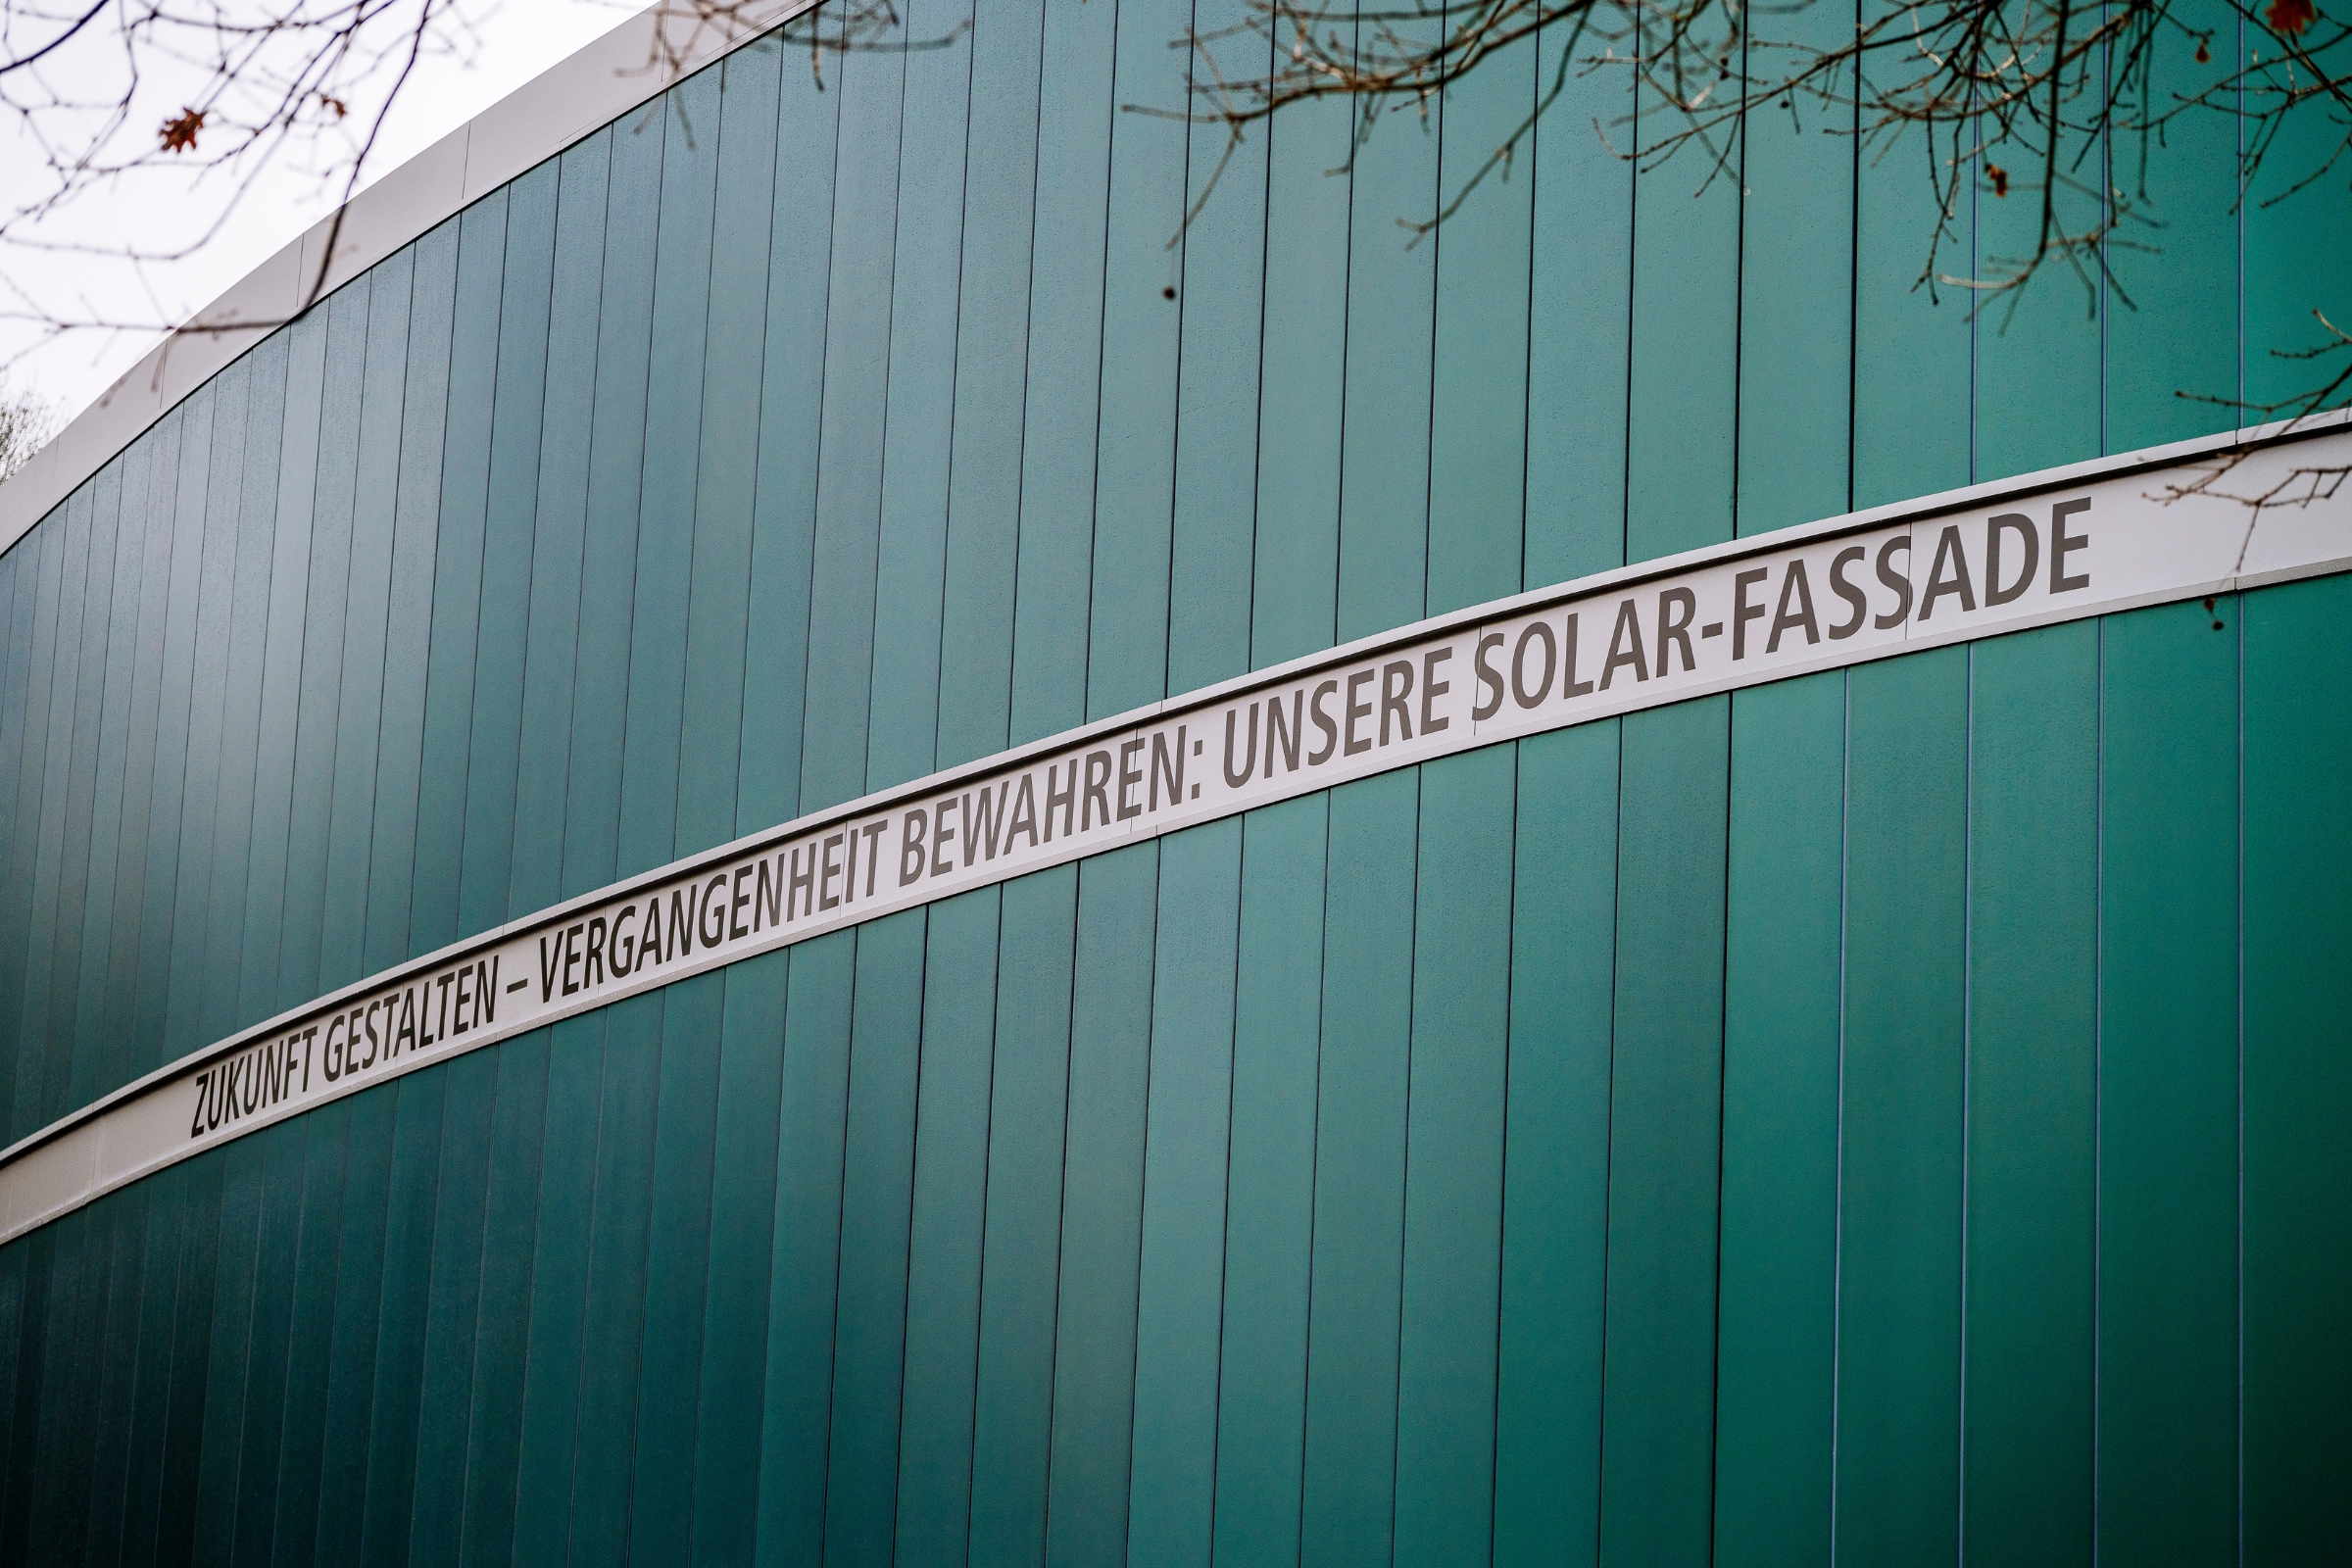 ZUKUNFT GESTALTEN – VERGANGENHEIT BEWAHREN: UNSERE SOLAR-FASSADE